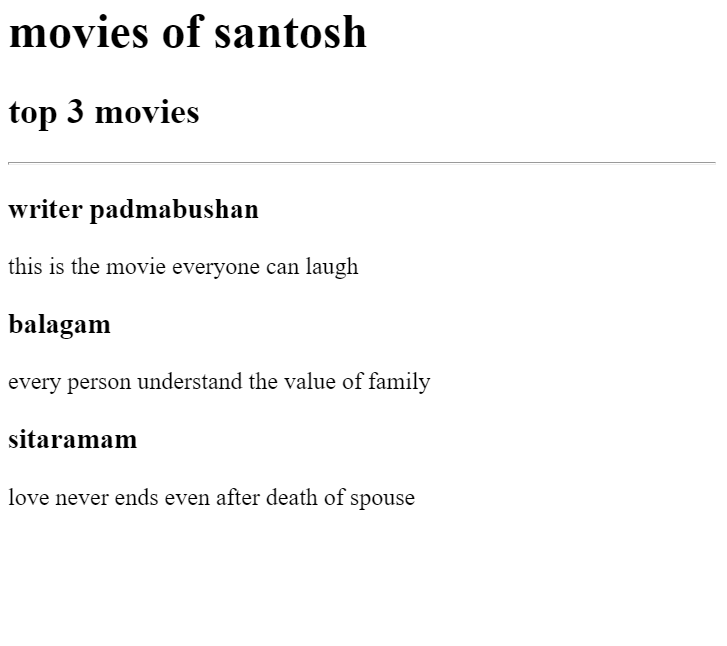 movies of santosh
top 3 movies
writer padmabushan
this is the movie everyone can laugh
balagam
every person understand the value of family
sitaramam
love never ends even after death of spouse